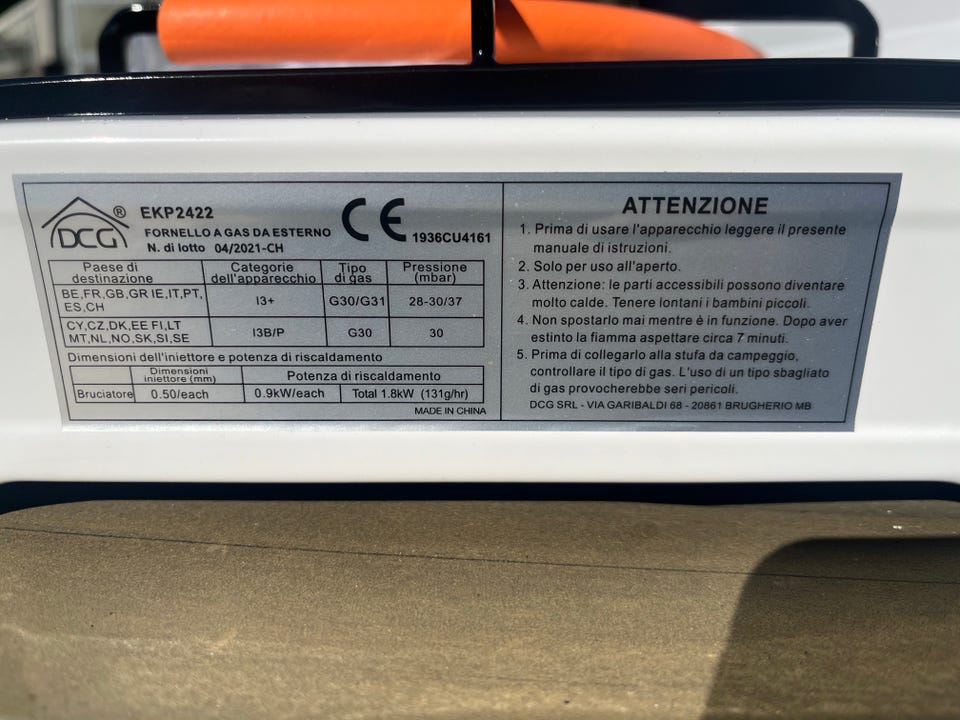 DCG®
EKP2422
FORNELLO A GAS DA ESTERNO
N. di lotto 04/2021-CH
CE
1936CU4161
Paese di destinazione Categorie dell'apparecchio Tipo di gas Pressione (mbar)
BE,FR,GB,GR IE,IT,PT,
ES,CH I3+ G30/G31 28-30/37
CY,CZ,DK,EE FI,LT
MT,NL,NO,SK,SI,SE I3B/P G30 30
Dimensioni dell'iniettore e potenza di riscaldamento
Dimensioni iniettore (mm) Potenza di riscaldamento
Bruciatore 0.50/each 0.9kW/each Total 1.8kW (131g/hr)
MADE IN CHINA
ATTENZIONE
1. Prima di usare l'apparecchio leggere il presente
manuale di istruzioni.
2. Solo per uso all'aperto.
3. Attenzione: le parti accessibili possono diventare
molto calde. Tenere lontani i bambini piccoli.
4. Non spostarlo mai mentre è in funzione. Dopo aver
estinto la fiamma aspettare circa 7 minuti.
5. Prima di collegarlo alla stufa da campeggio,
controllare il tipo di gas. L'uso di un tipo sbagliato
di gas provocherebbe seri pericoli.
DCG SRL - VIA GARIBALDI 68 - 20861 BRUGHERIO MB